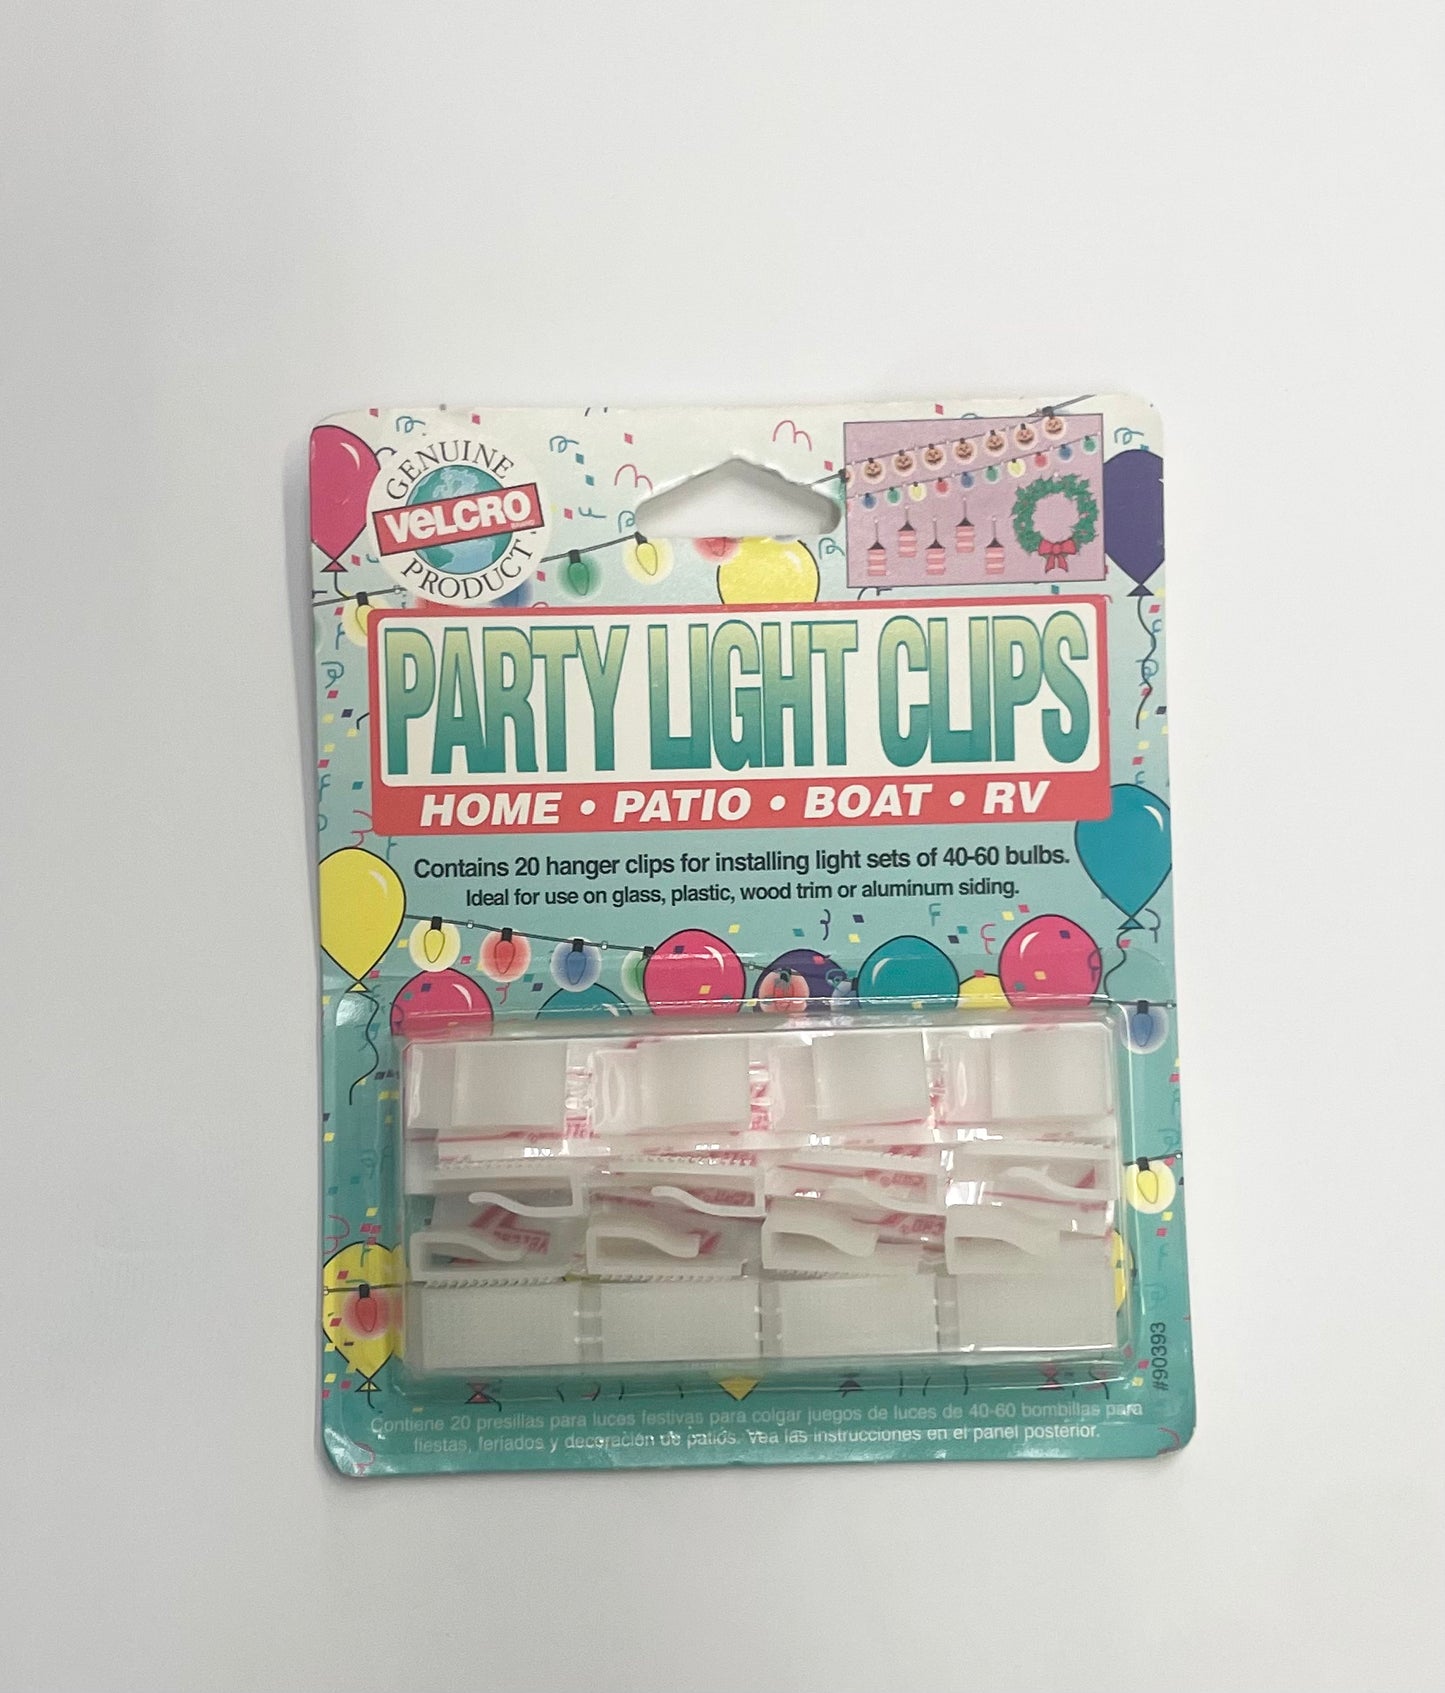 GENUINE
VELCRO
BRAND
PRODUCT
PARTY LIGHT CLIPS
HOME • PATIO • BOAT • RV
Contains 20 hanger clips for installing light sets of 40-60 bulbs.
Ideal for use on glass, plastic, wood trim or aluminum siding.
#90393
Contiene 20 presillas para luces festivas para colgar juegos de luces de 40-60 bombillas para
fiestas, feriados y decoración de patios. Vea las instrucciones en el panel posterior.